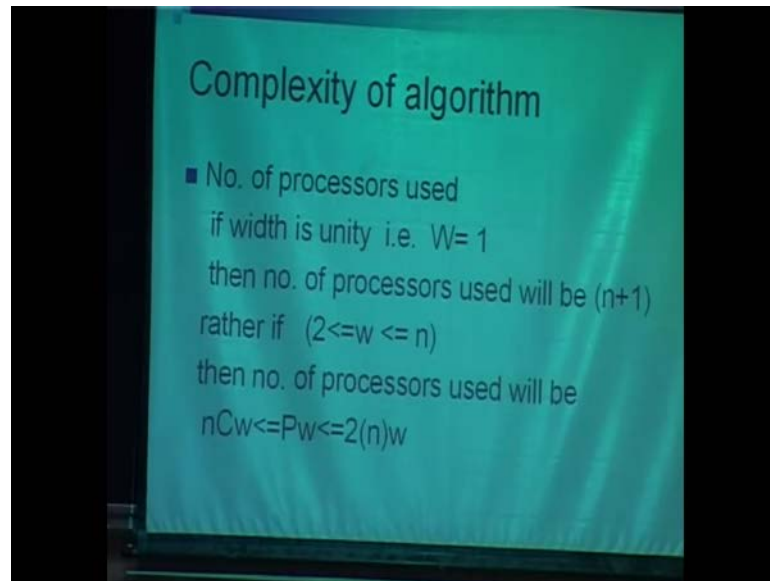 Complexity of algorithm
■ No. of processors used
if width is unity i.e. W= 1
then no. of processors used will be (n+1)
rather if (2<=w <= n)
then no. of processors used will be
nCw<=Pw<=2(n)w